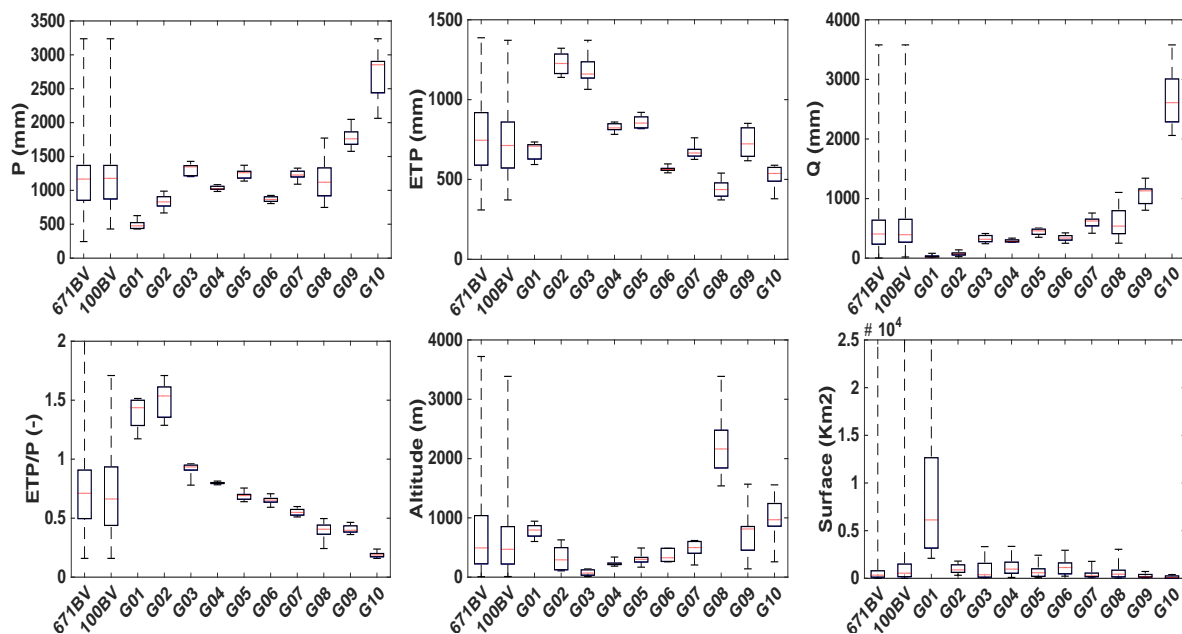 3500
3000
2500
2000
1500
1000
500
0
P (mm)
671BV
100BV
G01
G02
G03
G04
G05
G06
G07
G08
G09
G10
1500
1000
500
0
ETP (mm)
671BV
100BV
G01
G02
G03
G04
G05
G06
G07
G08
G09
G10
4000
3000
2000
1000
0
Q (mm)
671BV
100BV
G01
G02
G03
G04
G05
G06
G07
G08
G09
G10
2
1.5
1
0.5
0
ETP/P (-)
671BV
100BV
G01
G02
G03
G04
G05
G06
G07
G08
G09
G10
4000
3000
2000
1000
0
Altitude (m)
671BV
100BV
G01
G02
G03
G04
G05
G06
G07
G08
G09
G10
# 10^4
2.5
2
1.5
1
0.5
0
Surface (Km2)
671BV
100BV
G01
G02
G03
G04
G05
G06
G07
G08
G09
G10